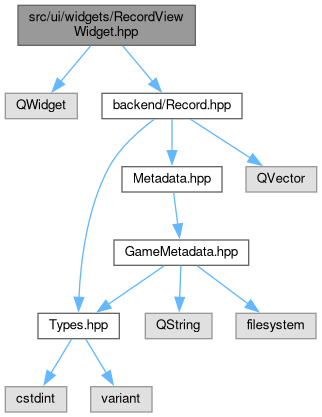 src/ui/widgets/RecordView
Widget.hpp
QWidget
backend/Record.hpp
Metadata.hpp
QVector
GameMetadata.hpp
Types.hpp
QString
filesystem
cstdint
variant